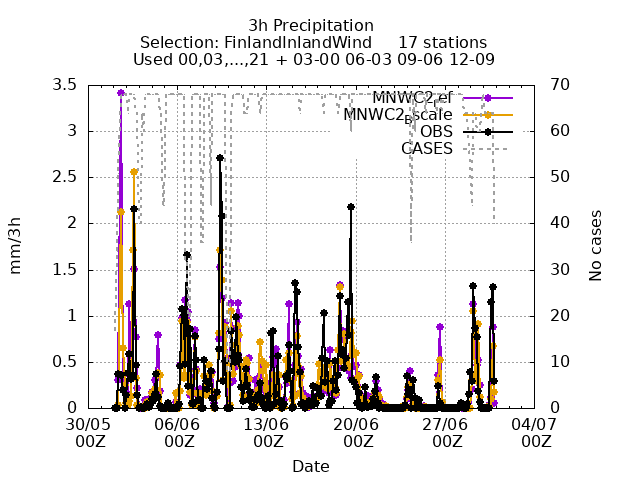 3h Precipitation
Selection: FinlandInlandWind 17 stations
Used 00,03,...,21 + 03-00 06-03 09-06 12-09
3.5
3
2.5
2
1.5
1
0.5
0
70
60
50
40
30
20
10
0
mm/3h
No cases
MNWC2_ref
MNWC2_bscale
OBS
CASES
30/05 06/06 13/06 20/06 27/06 04/07
00Z 00Z 00Z 00Z 00Z 00Z
Date